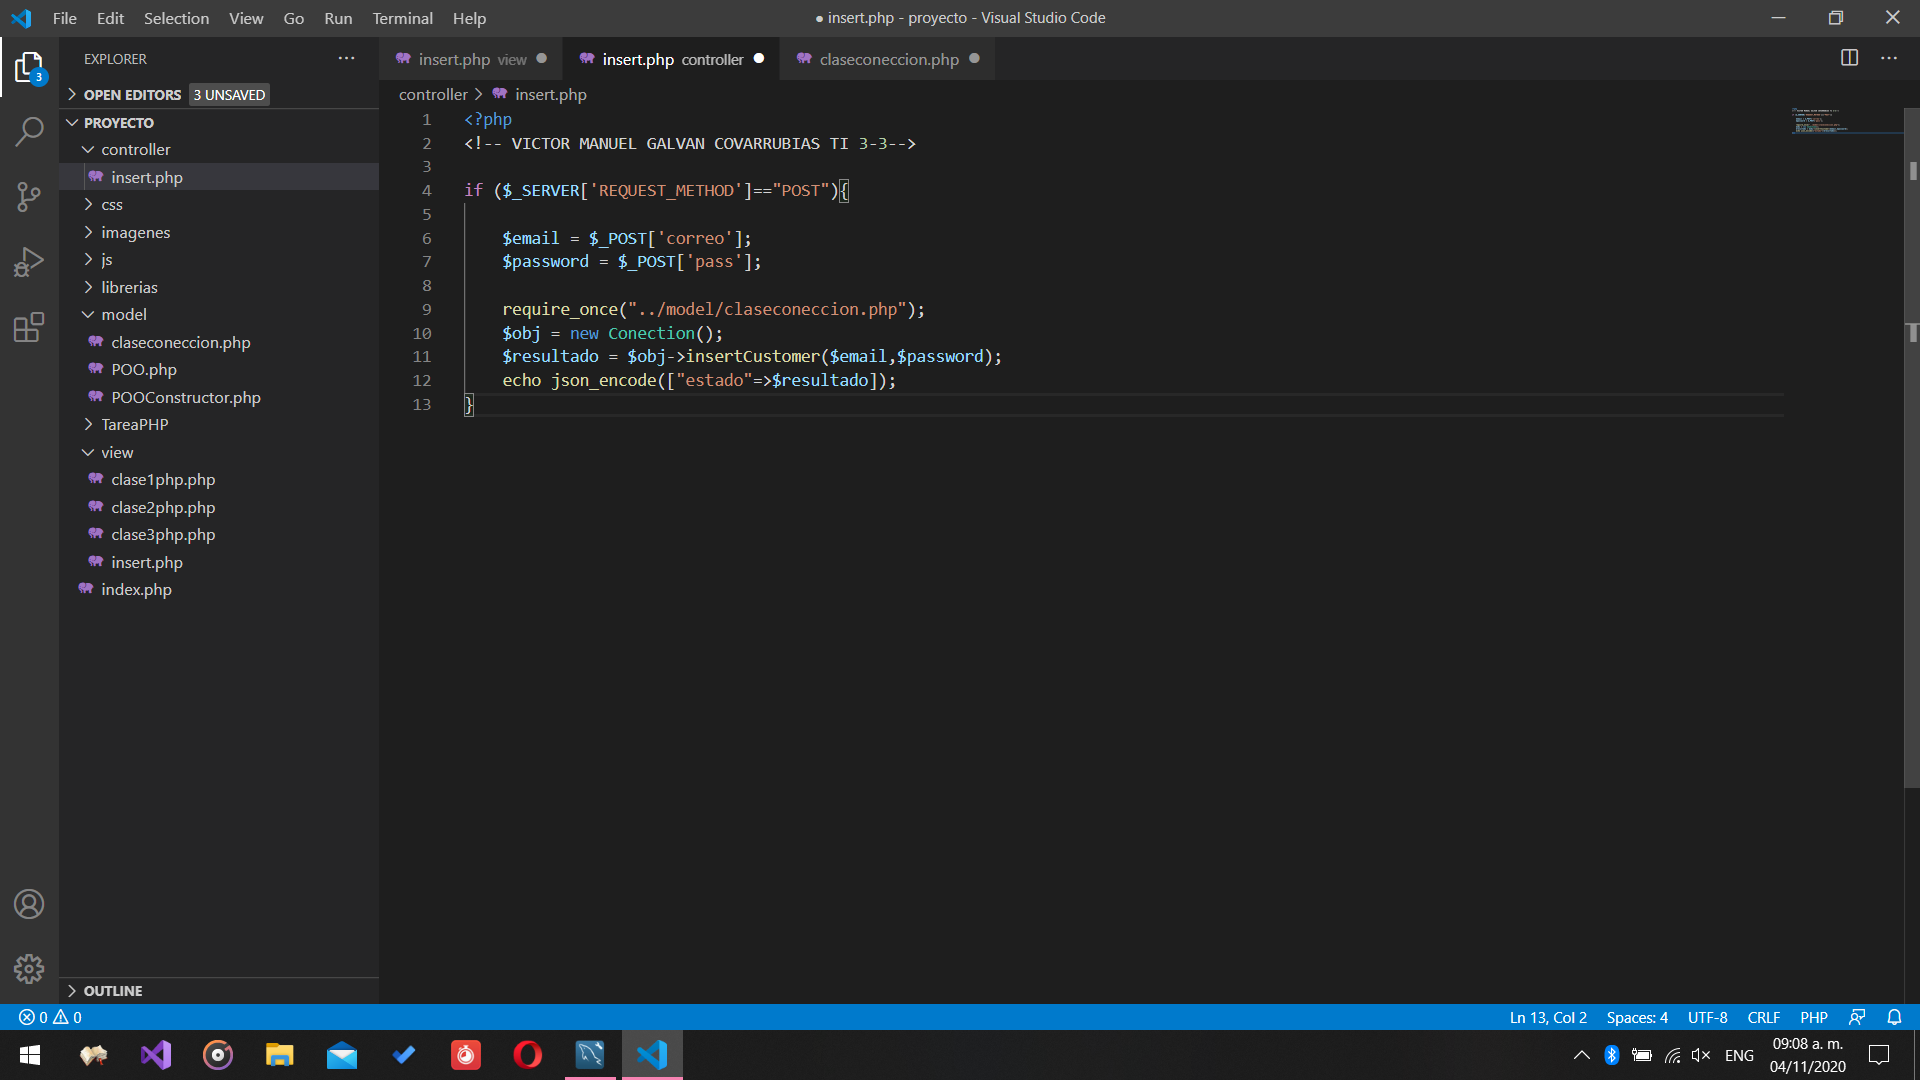 File Edit Selection View Go Run Terminal Help
● insert.php - proyecto - Visual Studio Code
EXPLORER
OPEN EDITORS 3 UNSAVED
PROYECTO
controller
insert.php
css
imagenes
js
librerias
model
claseconeccion.php
POO.php
POOConstructor.php
TareaPHP
view
clase1php.php
clase2php.php
clase3php.php
insert.php
index.php
OUTLINE
3
insert.php view
insert.php controller
claseconeccion.php
controller > insert.php
1 <?php
2 <!-- VICTOR MANUEL GALVAN COVARRUBIAS TI 3-3-->
3
4 if ($_SERVER['REQUEST_METHOD']=="POST"){
5
6 $email = $_POST['correo'];
7 $password = $_POST['pass'];
8
9 require_once("../model/claseconeccion.php");
10 $obj = new Conection();
11 $resultado = $obj->insertCustomer($email,$password);
12 echo json_encode(["estado"=>$resultado]);
13 }
0 0
Ln 13, Col 2 Spaces: 4 UTF-8 CRLF PHP
ENG
09:08 a. m.
04/11/2020